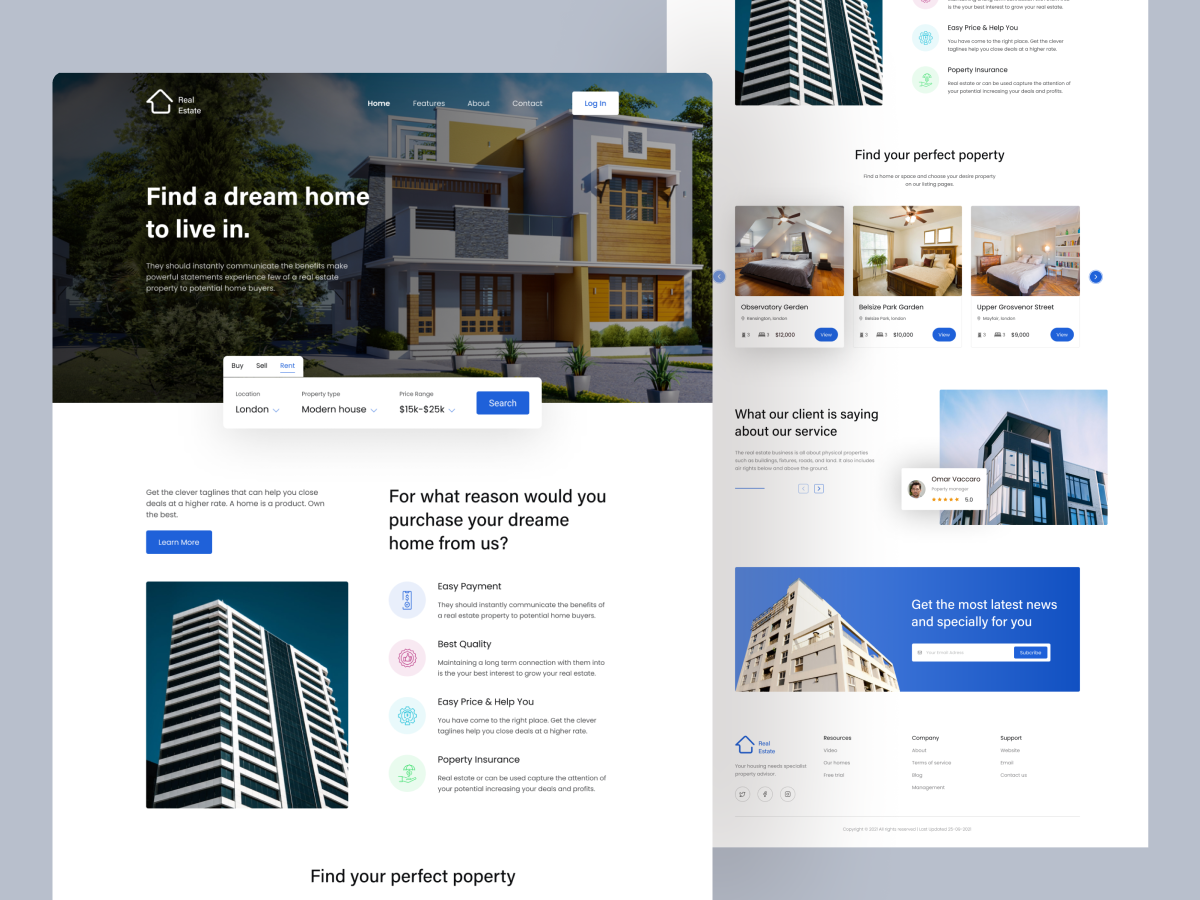 Real
Estate
Home
Features
About
Contact
Log In
Find a dream home
to live in.
They should instantly communicate the benefits make
powerful statements experience few of a real estate
property to potential home buyers.
Buy
Sell
Rent
Location
London
Property type
Modern house
Price Range
$15k-$25k
Search
Get the clever taglines that can help you close
deals at a higher rate. A home is a product. Own
the best.
Learn More
For what reason would you
purchase your dreame
home from us?
Easy Payment
They should instantly communicate the benefits of
a real estate property to potential home buyers.
Best Quality
Maintaining a long term connection with them into
is the your best interest to grow your real estate.
Easy Price & Help You
You have come to the right place. Get the clever
taglines help you close deals at a higher rate.
Poperty Insurance
Real estate or can be used capture the attention of
your potential increasing your deals and profits.
Find your perfect poperty
is the your best interest to grow your real estate.
Easy Price & Help You
You have come to the right place. Get the clever
taglines help you close deals at a higher rate.
Poperty Insurance
Real estate or can be used capture the attention of
your potential increasing your deals and profits.
Find your perfect poperty
Find a home or space and choose your desire property
on our listing pages.
Observatory Gerden
Kensington, london
3
3
$12,000
View
Belsize Park Garden
Belsize Park, london
3
3
$10,000
View
Upper Grosvenor Street
Mayfair, london
3
3
$9,000
View
What our client is saying
about our service
The real estate business is all about physical properties
such as buildings, fixtures, roads, and land. It also includes
air rights below and above the ground.
Omar Vaccaro
Property manager
5.0
Get the most latest news
and specially for you
Your Email adress
Subcribe
Real
Estate
Your housing needs specialist
property advisor.
Resources
Video
Our homes
Free trial
Company
About
Terms of service
Blog
Management
Support
Website
Email
Contact us
Copyright © 2021 All rights reserved | Last updated 25-09-2021